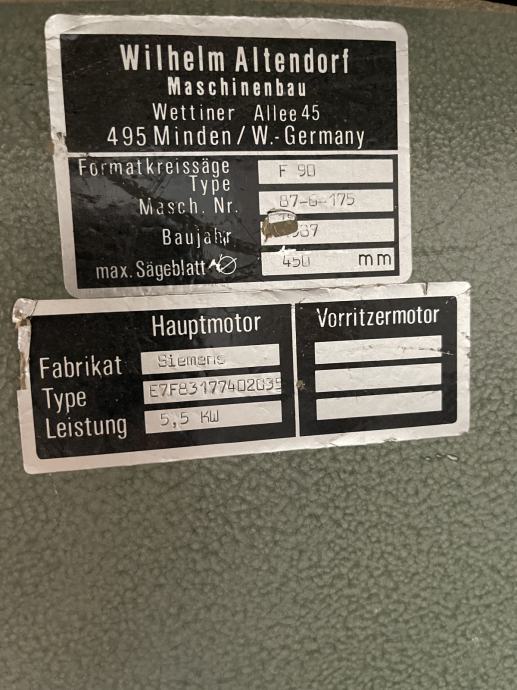 Wilhelm Altendorf
Maschinenbau
Wettiner Allee 45
495 Minden / W.-Germany
Formatkreissäge
Type F 90
Masch. Nr. 87-6-175
Baujahr
max. Sägeblatt Ø 450 mm
Hauptmotor
Fabrikat Siemens
Type E7F83177402039
Leistung 5,5 KW
Vorritzermotor